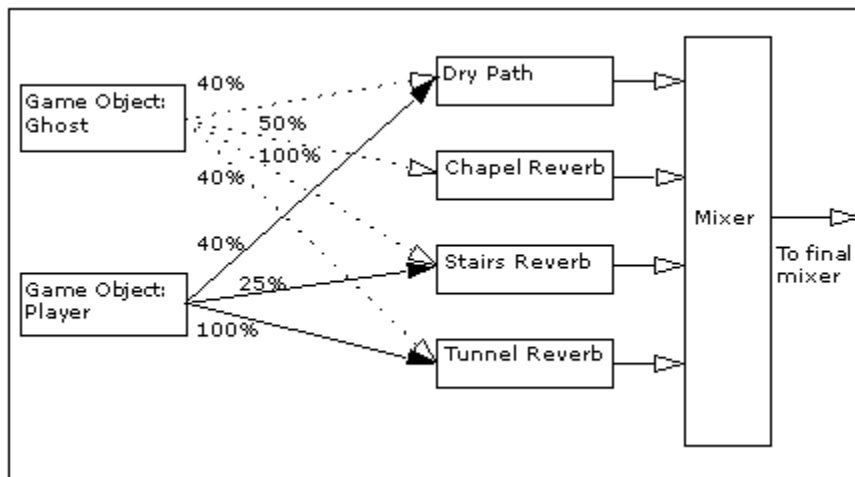 40%
Dry Path
Game Object:
Ghost
50%
100%
Chapel Reverb
40%
Mixer
40%
Stairs Reverb
To final
mixer
Game Object:
Player
25%
100%
Tunnel Reverb